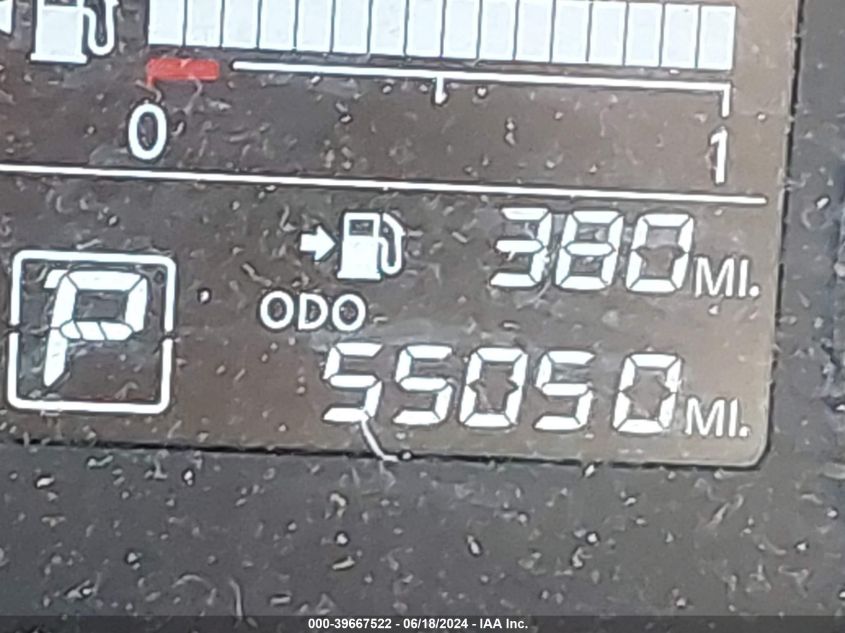 0 1
380 MI.
ODO
P
55050 MI.
000-39667522 - 06/18/2024 - IAA Inc.